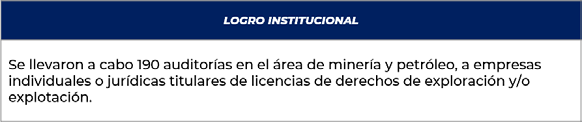 LOGRO INSTITUCIONAL
Se llevaron a cabo 190 auditorías en el área de minería y petróleo, a empresas
individuales o jurídicas titulares de licencias de derechos de exploración y/o
explotación.